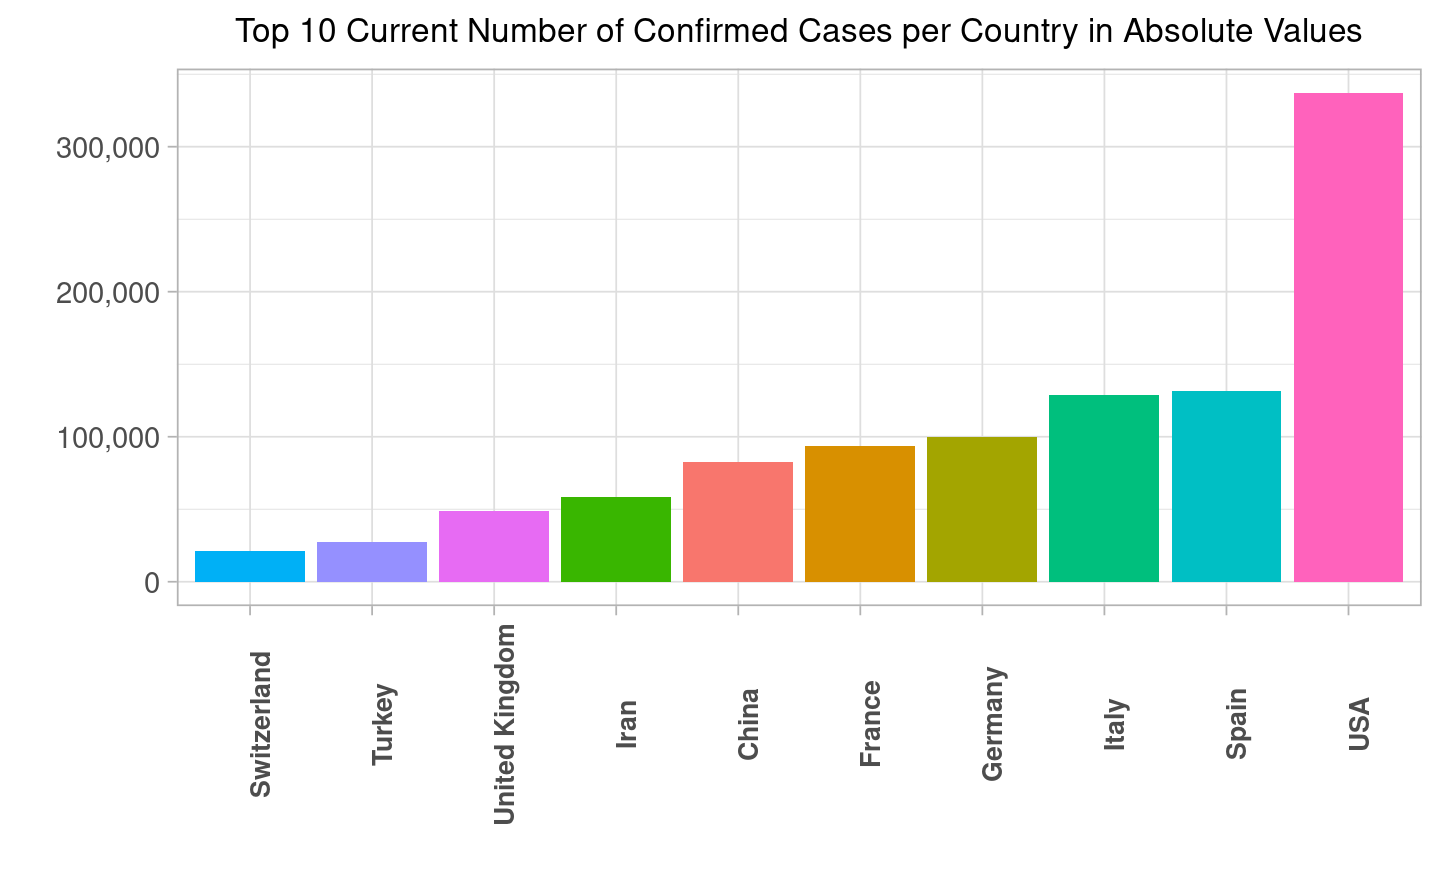 Top 10 Current Number of Confirmed Cases per Country in Absolute Values
300,000
200,000
100,000
0
Switzerland
Turkey
United Kingdom
Iran
China
France
Germany
Italy
Spain
USA